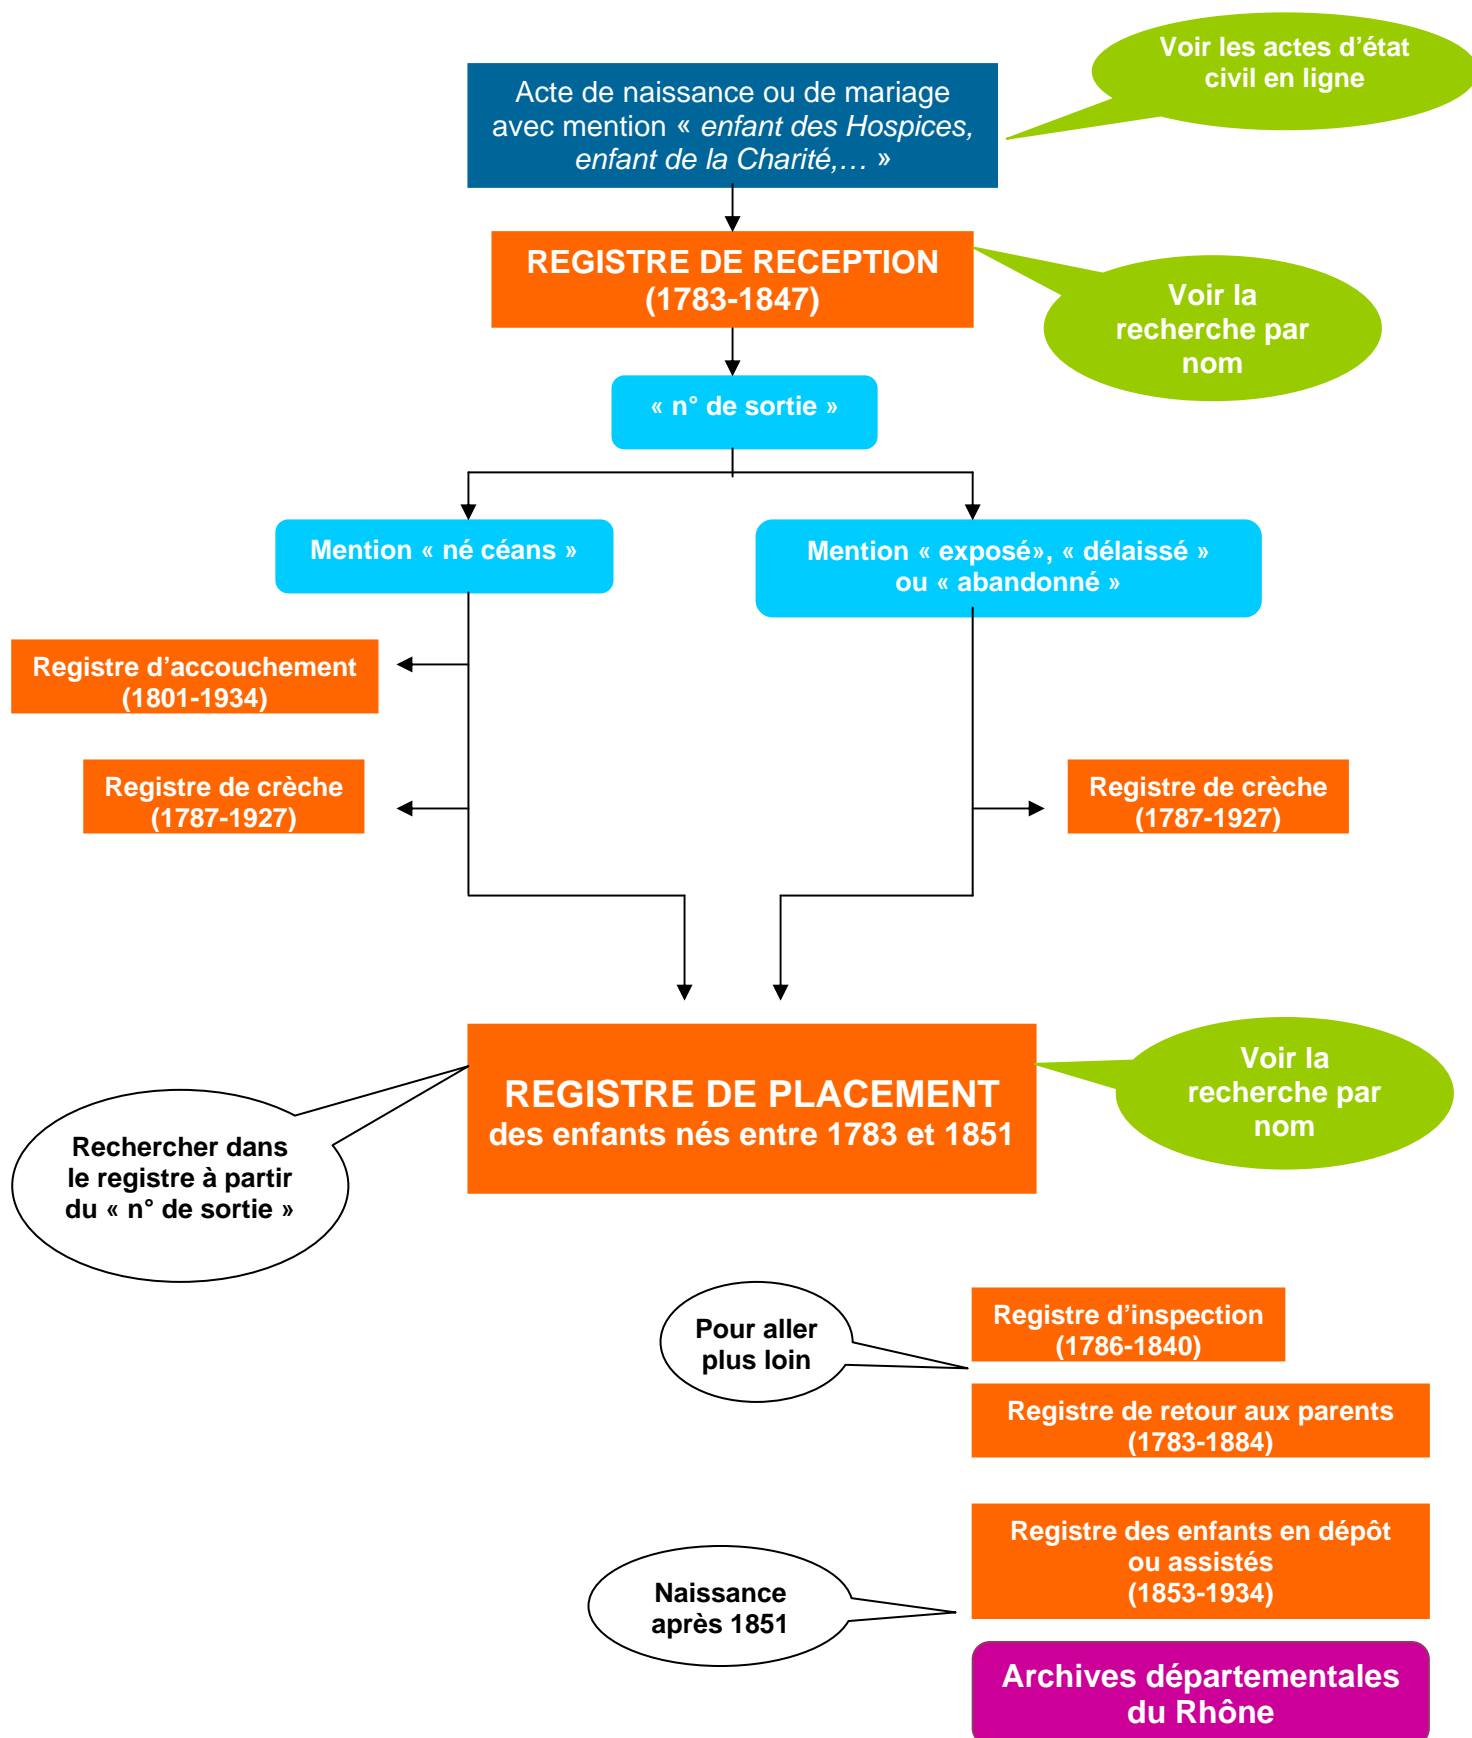 Voir les actes d’état
civil en ligne
Acte de naissance ou de mariage
avec mention « enfant des Hospices,
enfant de la Charité,… »
REGISTRE DE RECEPTION
(1783-1847)
Voir la
recherche par
nom
« n° de sortie »
Mention « né céans »
Mention « exposé», « délaissé »
ou « abandonné »
Registre d’accouchement
(1801-1934)
Registre de crèche
(1787-1927)
Registre de crèche
(1787-1927)
REGISTRE DE PLACEMENT
des enfants nés entre 1783 et 1851
Voir la
recherche par
nom
Rechercher dans
le registre à partir
du « n° de sortie »
Pour aller
plus loin
Registre d’inspection
(1786-1840)
Registre de retour aux parents
(1783-1884)
Registre des enfants en dépôt
ou assistés
(1853-1934)
Naissance
après 1851
Archives départementales
du Rhône